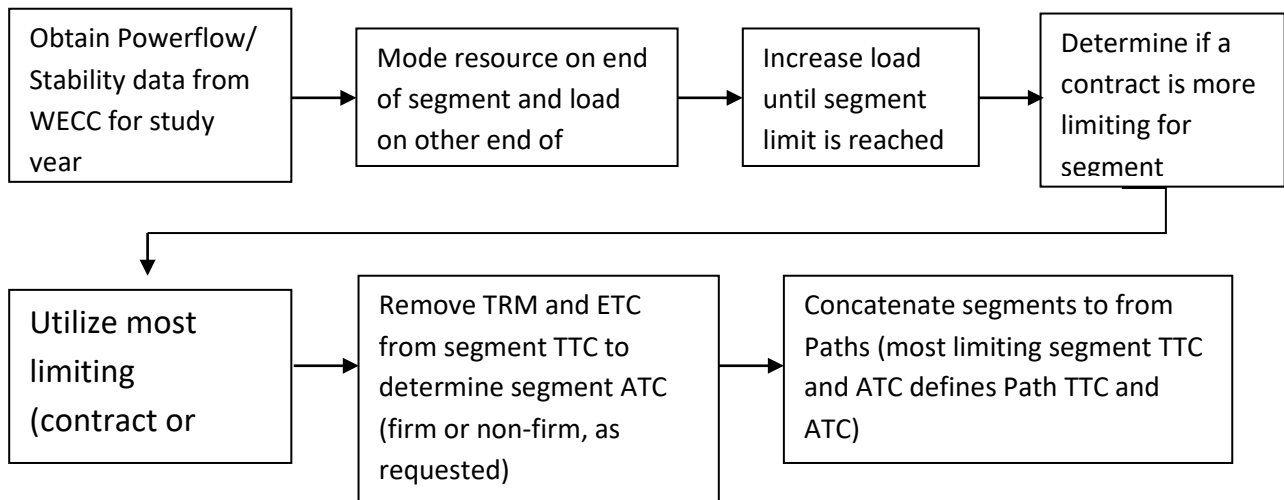 Obtain Powerflow/
Stability data from
WECC for study
year
Mode resource on end
of segment and load
on other end of
Increase load
until segment
limit is reached
Determine if a
contract is more
limiting for
segment
Utilize most
limiting
(contract or
Remove TRM and ETC
from segment TTC to
determine segment ATC
(firm or non-firm, as
requested)
Concatenate segments to from
Paths (most limiting segment TTC
and ATC defines Path TTC and
ATC)